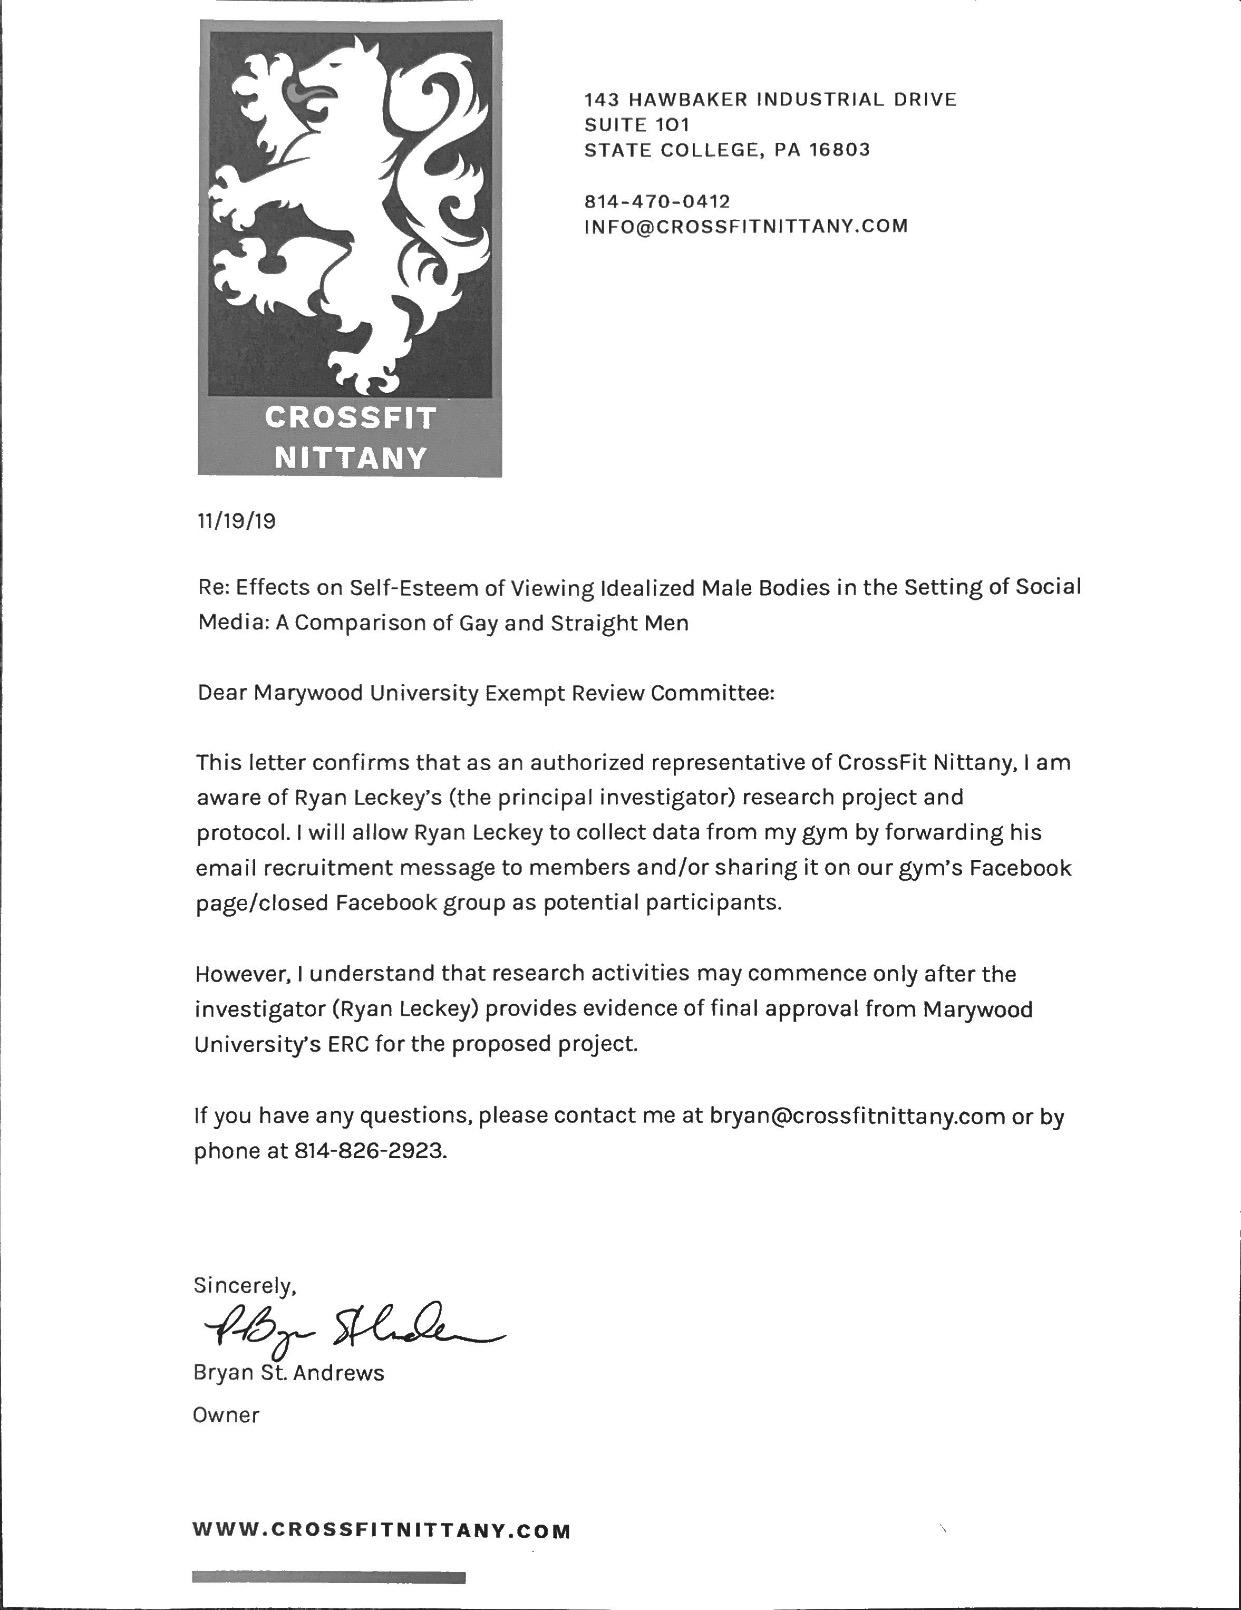 CROSSFIT
NITTANY
143 HAWBAKER INDUSTRIAL DRIVE
SUITE 101
STATE COLLEGE, PA 16803
814-470-0412
INFO@CROSSFITNITTANY.COM
11/19/19
Re: Effects on Self-Esteem of Viewing Idealized Male Bodies in the Setting of Social
Media: A Comparison of Gay and Straight Men
Dear Marywood University Exempt Review Committee:
This letter confirms that as an authorized representative of CrossFit Nittany, I am
aware of Ryan Leckey's (the principal investigator) research project and
protocol. I will allow Ryan Leckey to collect data from my gym by forwarding his
email recruitment message to members and/or sharing it on our gym's Facebook
page/closed Facebook group as potential participants.
However, I understand that research activities may commence only after the
investigator (Ryan Leckey) provides evidence of final approval from Marywood
University's ERC for the proposed project.
If you have any questions, please contact me at bryan@crossfitnittany.com or by
phone at 814-826-2923.
Sincerely,
Bryan St. Andrews
Owner
WWW.CROSSFITNITTANY.COM